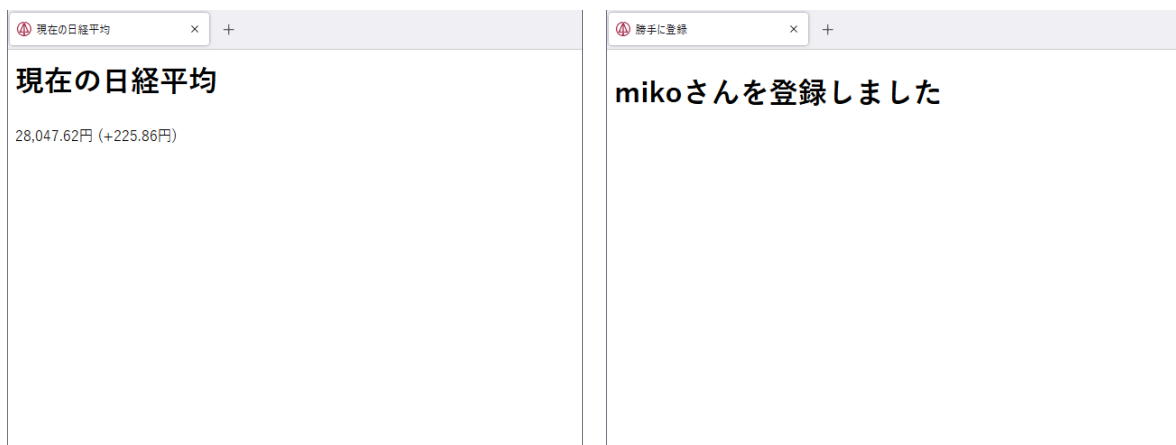 現在の日経平均
現在の日経平均
28,047.62円 (+225.86円)
勝手に登録
mikoさんを登録しました